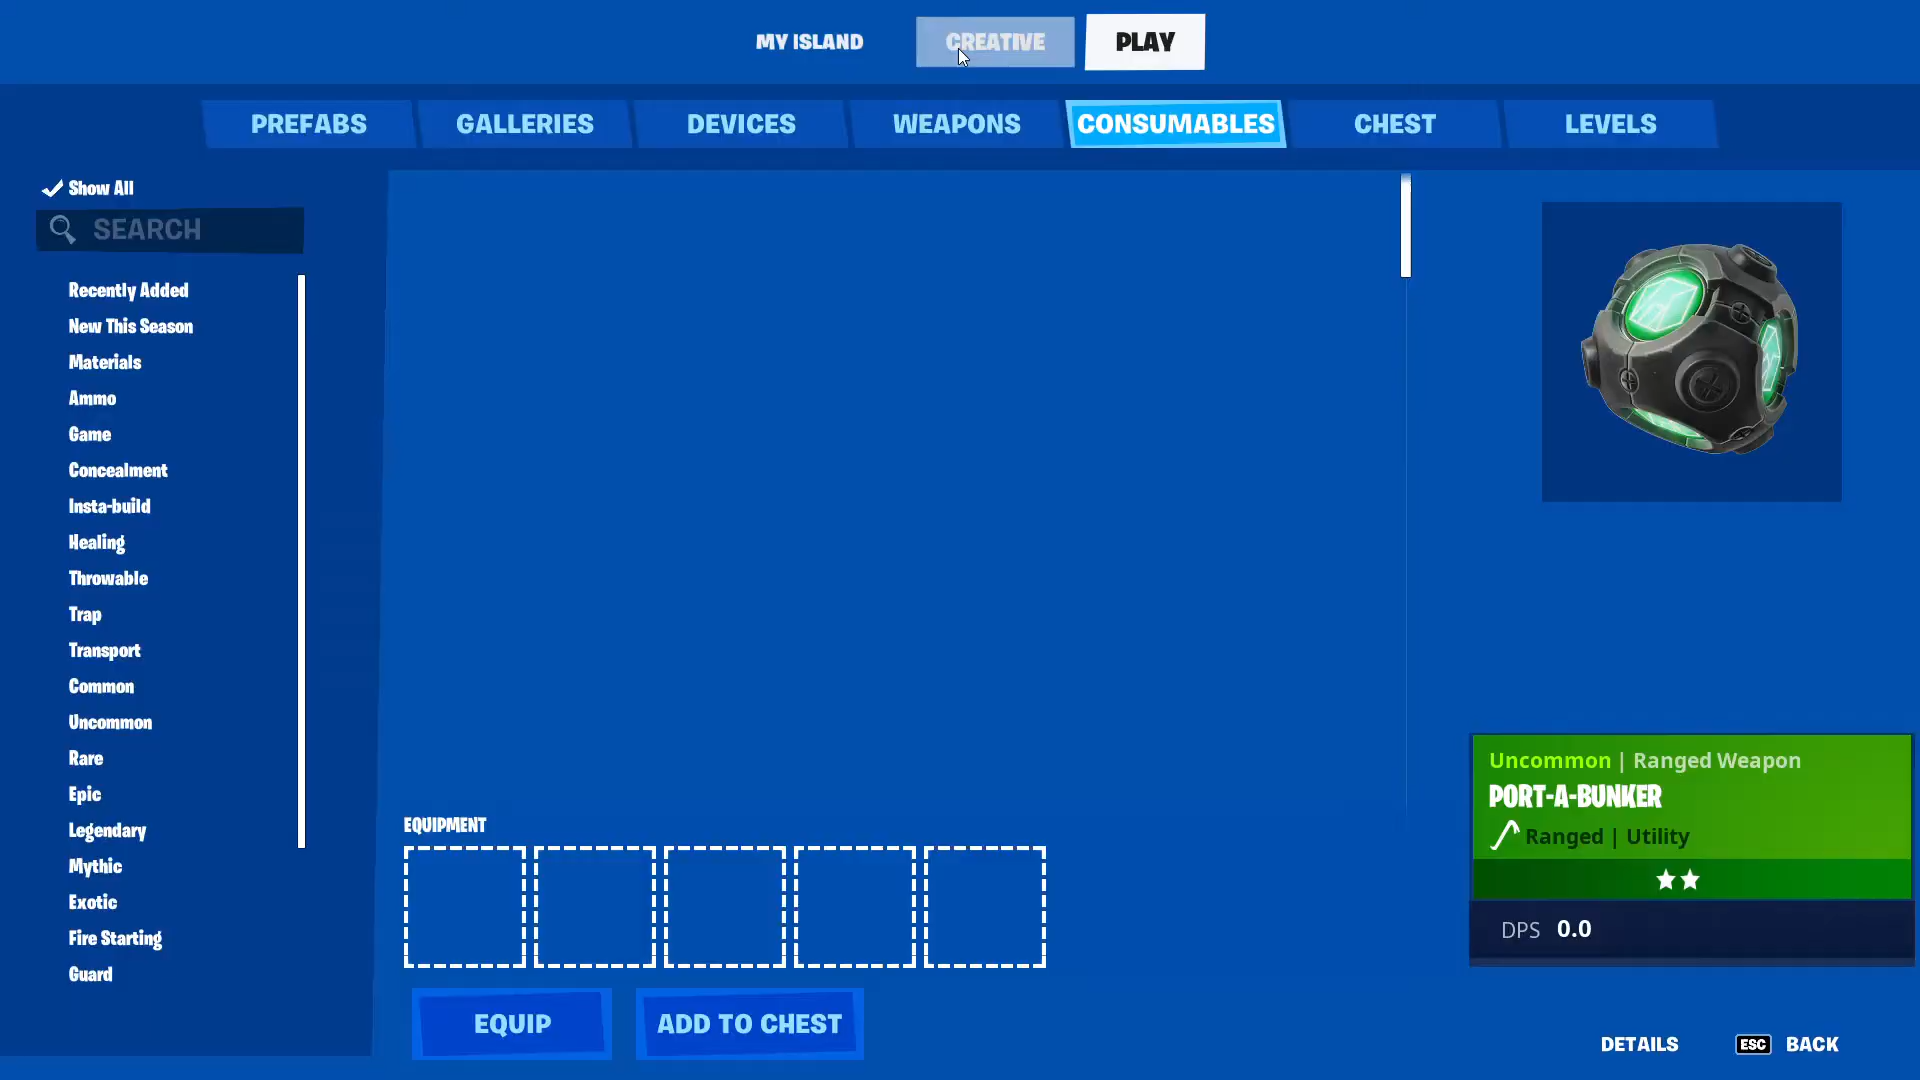 MY ISLAND
CREATIVE
PLAY
PREFABS
GALLERIES
DEVICES
WEAPONS
CONSUMABLES
CHEST
LEVELS
Show All
SEARCH
Recently Added
New This Season
Materials
Ammo
Game
Concealment
Insta-build
Healing
Throwable
Trap
Transport
Common
Uncommon
Rare
Epic
Legendary
Mythic
Exotic
Fire Starting
Guard
EQUIPMENT
EQUIP
ADD TO CHEST
Uncommon | Ranged Weapon
PORT-A-BUNKER
Ranged | Utility
DPS 0.0
DETAILS
ESC BACK